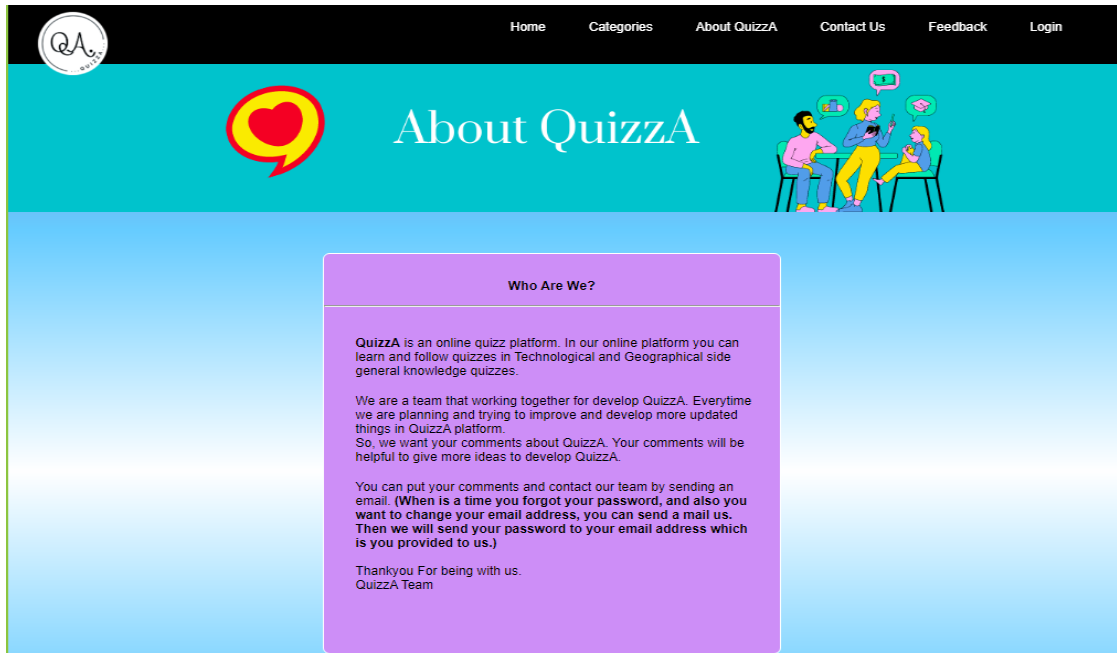 QA.
...QUIZZA
Home Categories About QuizzA Contact Us Feedback Login
About QuizzA
$
Who Are We?
QuizzA is an online quizz platform. In our online platform you can
learn and follow quizzes in Technological and Geographical side
general knowledge quizzes.
We are a team that working together for develop QuizzA. Everytime
we are planning and trying to improve and develop more updated
things in QuizzA platform.
So, we want your comments about QuizzA. Your comments will be
helpful to give more ideas to develop QuizzA.
You can put your comments and contact our team by sending an
email. (When is a time you forgot your password, and also you
want to change your email address, you can send a mail us.
Then we will send your password to your email address which
is you provided to us.)
Thankyou For being with us.
QuizzA Team